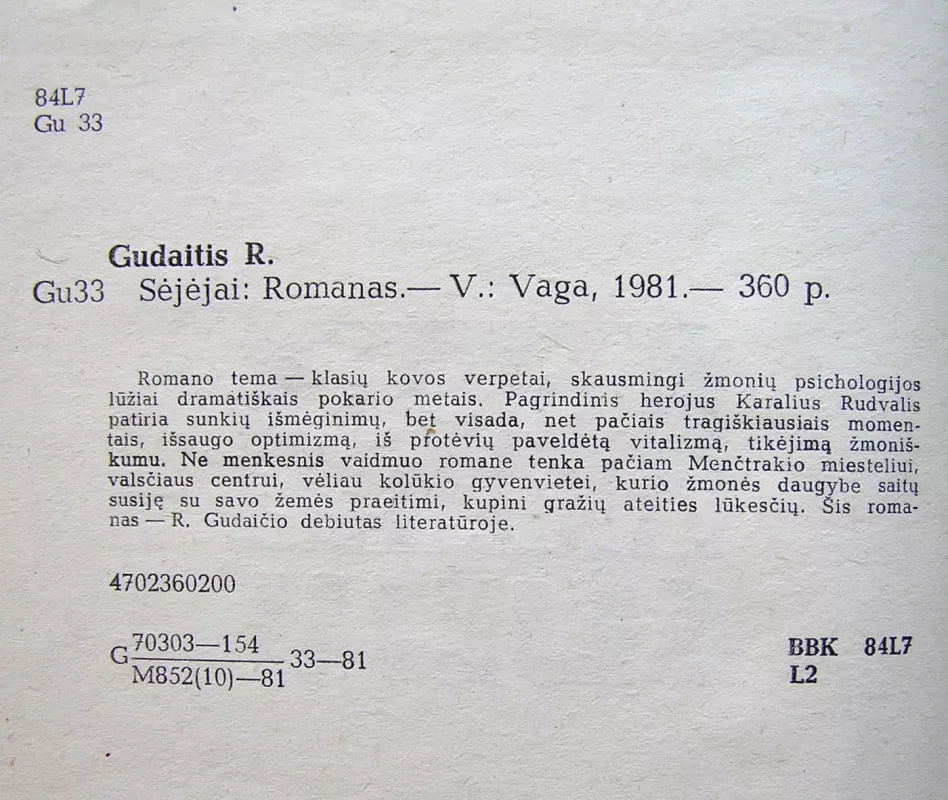 84L7
Gu 33
Gudaitis R.
Gu33 Sėjėjai: Romanas.— V.: Vaga, 1981.— 360 p.
Romano tema — klasių kovos verpetai, skausmingi žmonių psichologijos
lūžiai dramatiškais pokario metais. Pagrindinis herojus Karalius Rudvalis
patiria sunkių išmėginimų, bet visada, net pačiais tragiškiausiais momen-
tais, išsaugo optimizmą, iš protėvių paveldėtą vitalizmą, tikėjimą žmoniš-
kumu. Ne menkesnis vaidmuo romane tenka pačiam Menčtrakio miesteliui,
valsčiaus centrui, vėliau kolūkio gyvenvietei, kurio žmonės daugybe saitų
susiję su savo žemės praeitimi, kupini gražių ateities lūkesčių. Šis roma-
nas — R. Gudaičio debiutas literatūroje.
4702360200
G 70303—154
M852(10)—81 33—81
BBK 84L7
L2